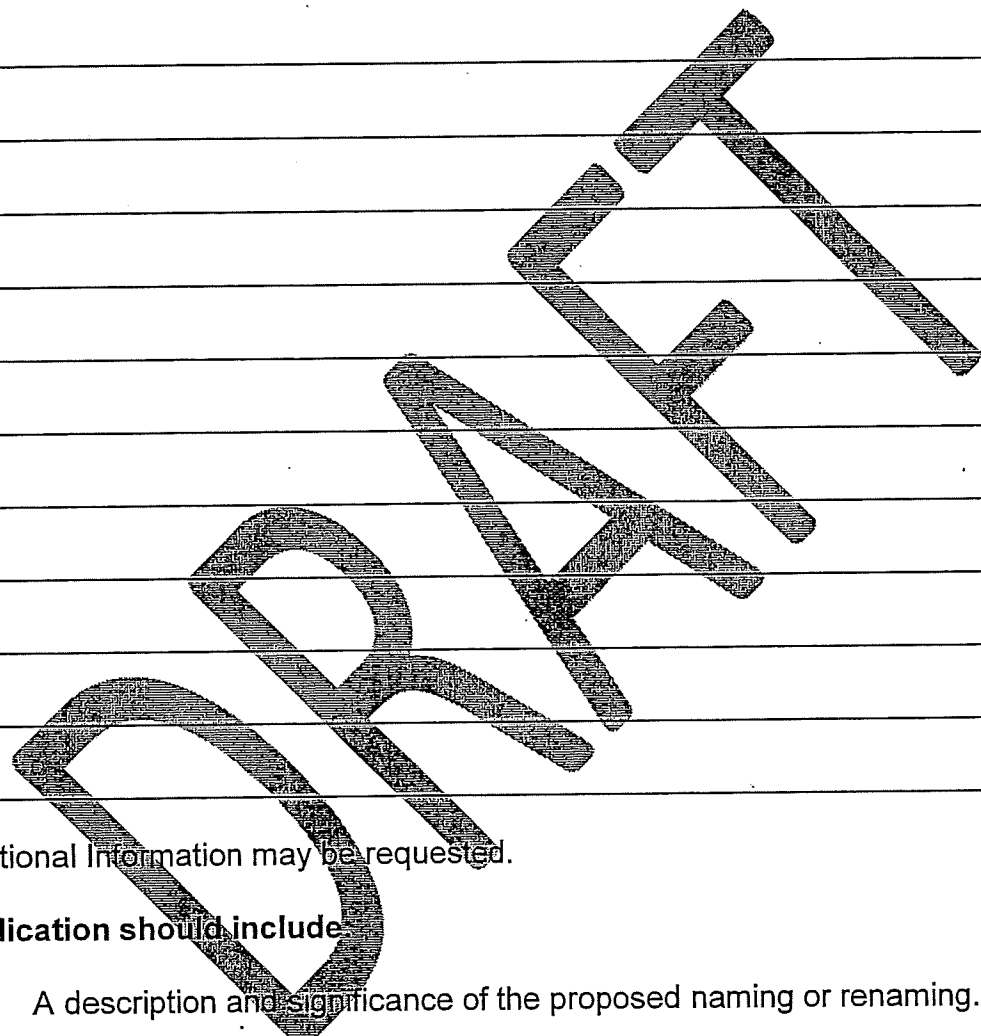 DRAFT
tional Information may be requested.
lication should include:
A description and significance of the proposed naming or renaming.